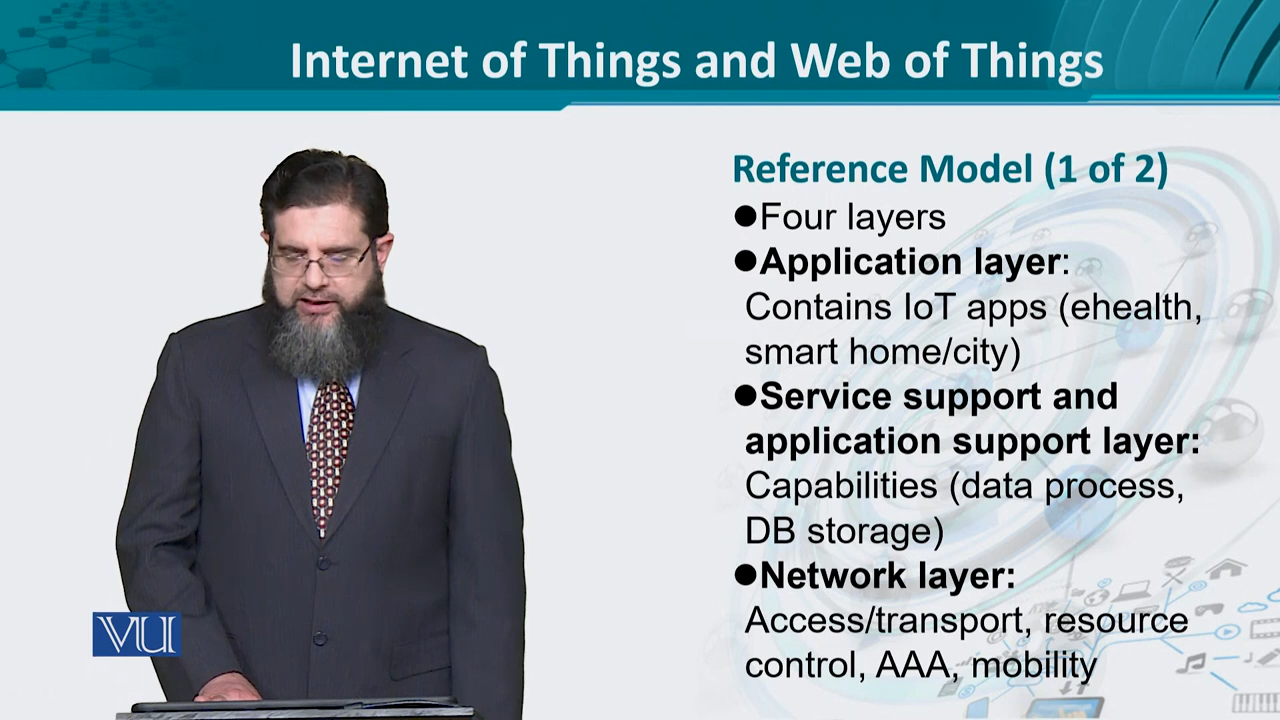 Internet of Things and Web of Things
Reference Model (1 of 2)
●Four layers
●Application layer:
Contains IoT apps (ehealth,
smart home/city)
●Service support and
application support layer:
Capabilities (data process,
DB storage)
●Network layer:
Access/transport, resource
control, AAA, mobility
VU